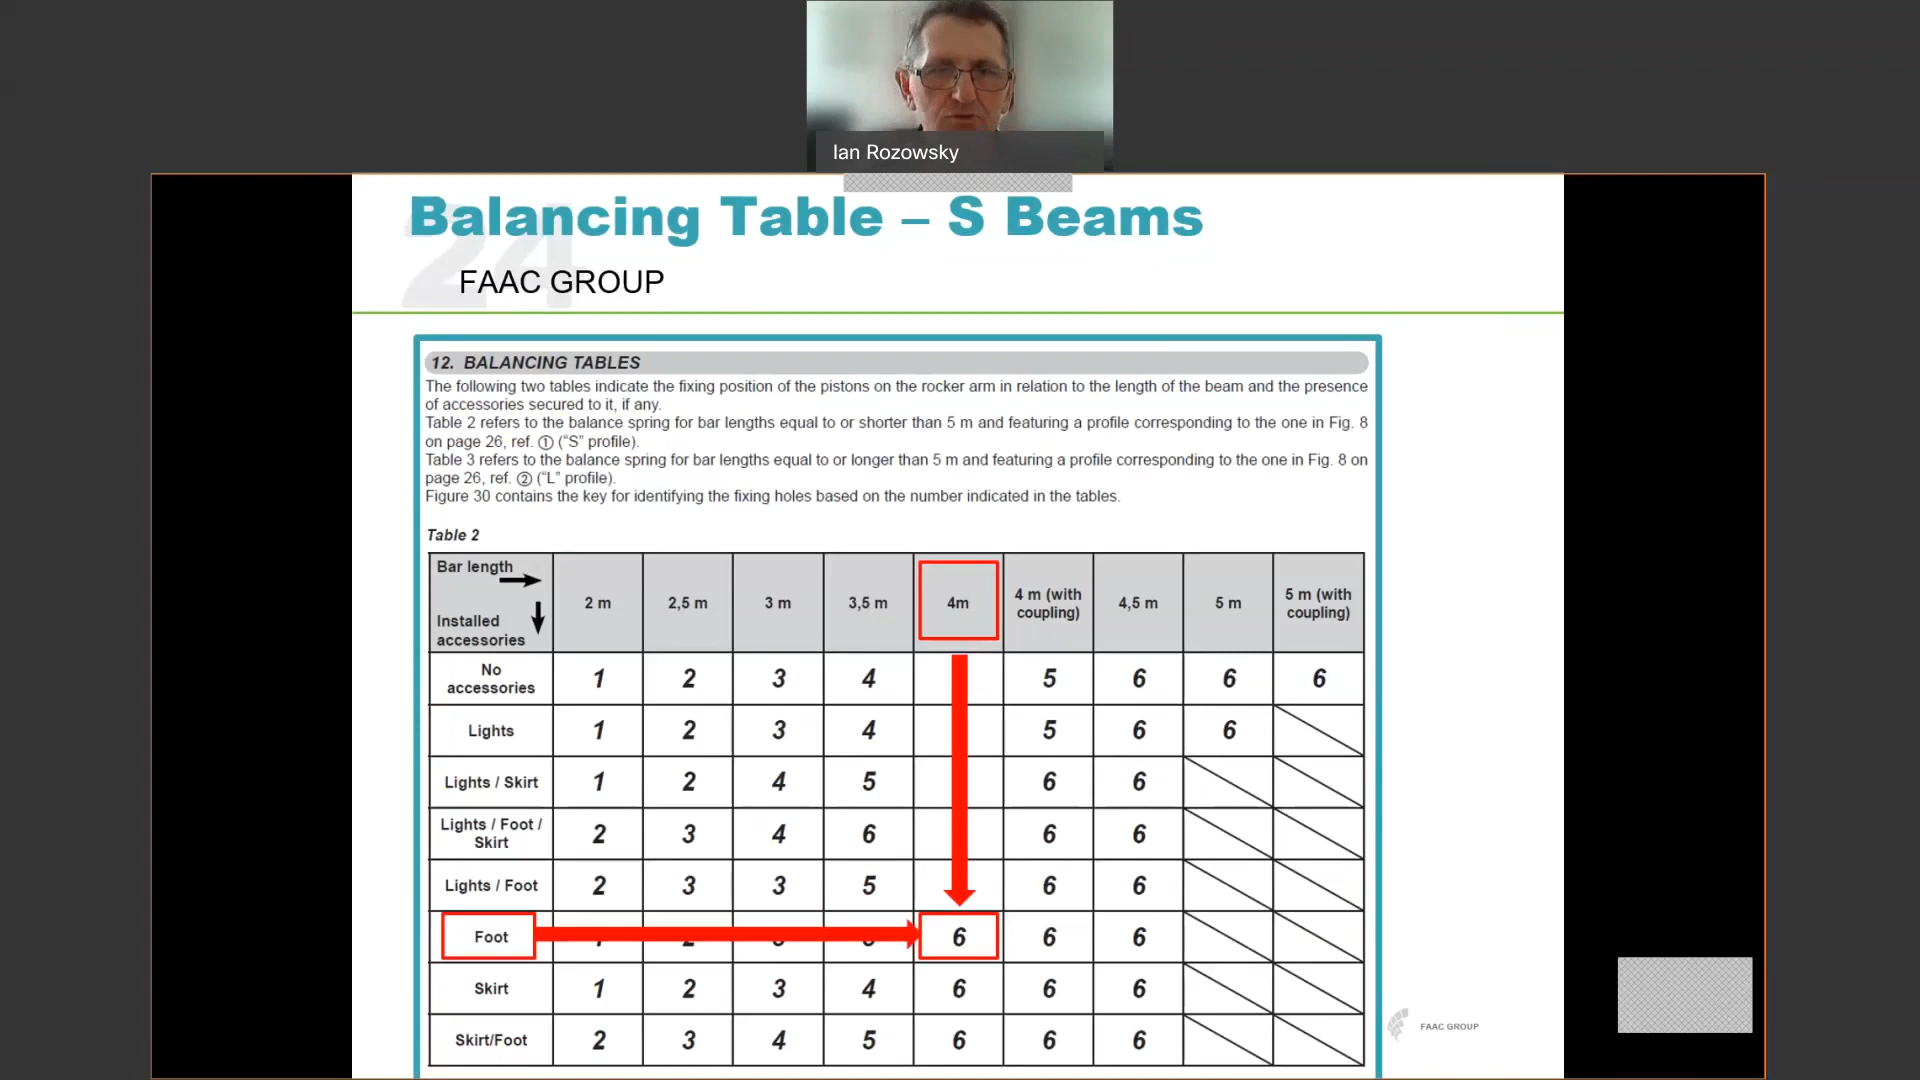 Ian Rozowsky
24
Balancing Table – S Beams
FAAC GROUP
12. BALANCING TABLES
The following two tables indicate the fixing position of the pistons on the rocker arm in relation to the length of the beam and the presence
of accessories secured to it, if any.
Table 2 refers to the balance spring for bar lengths equal to or shorter than 5 m and featuring a profile corresponding to the one in Fig. 8
on page 26, ref. ① (“S” profile).
Table 3 refers to the balance spring for bar lengths equal to or longer than 5 m and featuring a profile corresponding to the one in Fig. 8 on
page 26, ref. ② (“L” profile).
Figure 30 contains the key for identifying the fixing holes based on the number indicated in the tables.
Table 2
Bar length
Installed
accessories
2 m 2,5 m 3 m 3,5 m 4m 4 m (with
coupling) 4,5 m 5 m 5 m (with
coupling)
No
accessories 1 2 3 4 5 6 6 6
Lights 1 2 3 4 5 6 6
Lights / Skirt 1 2 4 5 6 6
Lights / Foot /
Skirt 2 3 4 6 6 6
Lights / Foot 2 3 3 5 6 6
Foot 6 6 6
Skirt 1 2 3 4 6 6 6
Skirt/Foot 2 3 4 5 6 6 6
FAAC GROUP